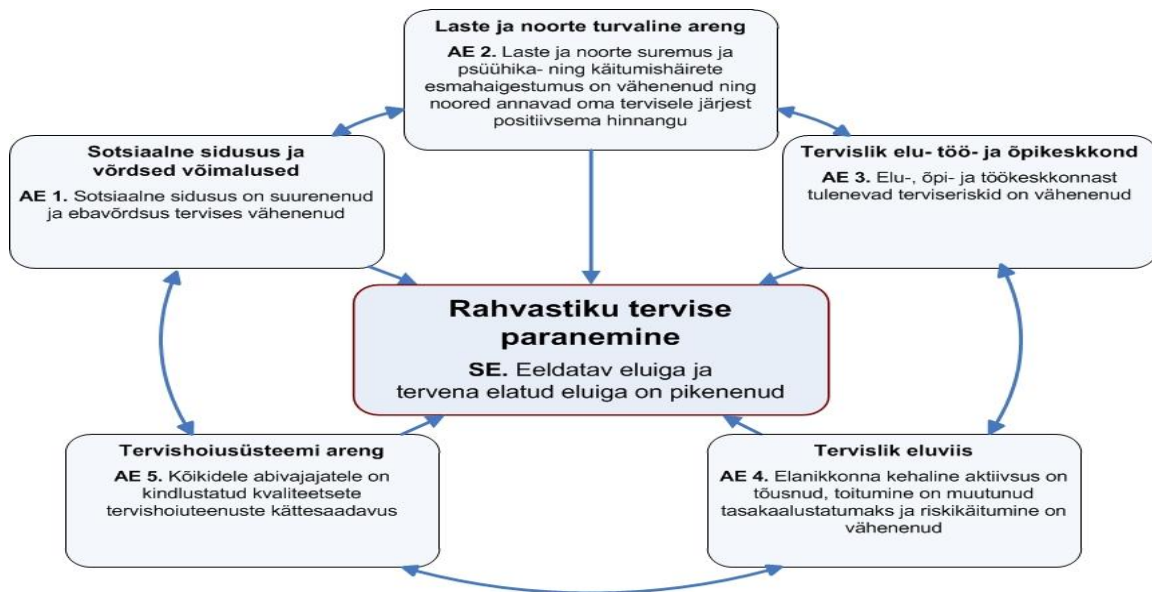 Laste ja noorte turvaline areng
AE 2. Laste ja noorte suremus ja
psüühika- ning käitumishäirete
esmahaigestumus on vähenenud ning
noored annavad oma tervisele järjest
positiivsema hinnangu
Sotsiaalne sidusus ja
võrdsed võimalused
AE 1. Sotsiaalne sidusus on suurenenud
ja ebavõrdsus tervises vähenenud
Tervislik elu- töö- ja õpikeskkond
AE 3. Elu-, õpi- ja töökeskkonnast
tulenevad terviseriskid on vähenenud
Rahvastiku tervise
paranemine
SE. Eeldatav eluiga ja
tervena elatud eluiga on pikenenud
Tervishoiusüsteemi areng
AE 5. Kõikidele abivajajatele on
kindlustatud kvaliteetsete
tervishoiuteenuste kättesaadavus
Tervislik eluviis
AE 4. Elanikkonna kehaline aktiivsus on
tõusnud, toitumine on muutunud
tasakaalustatumaks ja riskikäitumine on
vähenenud